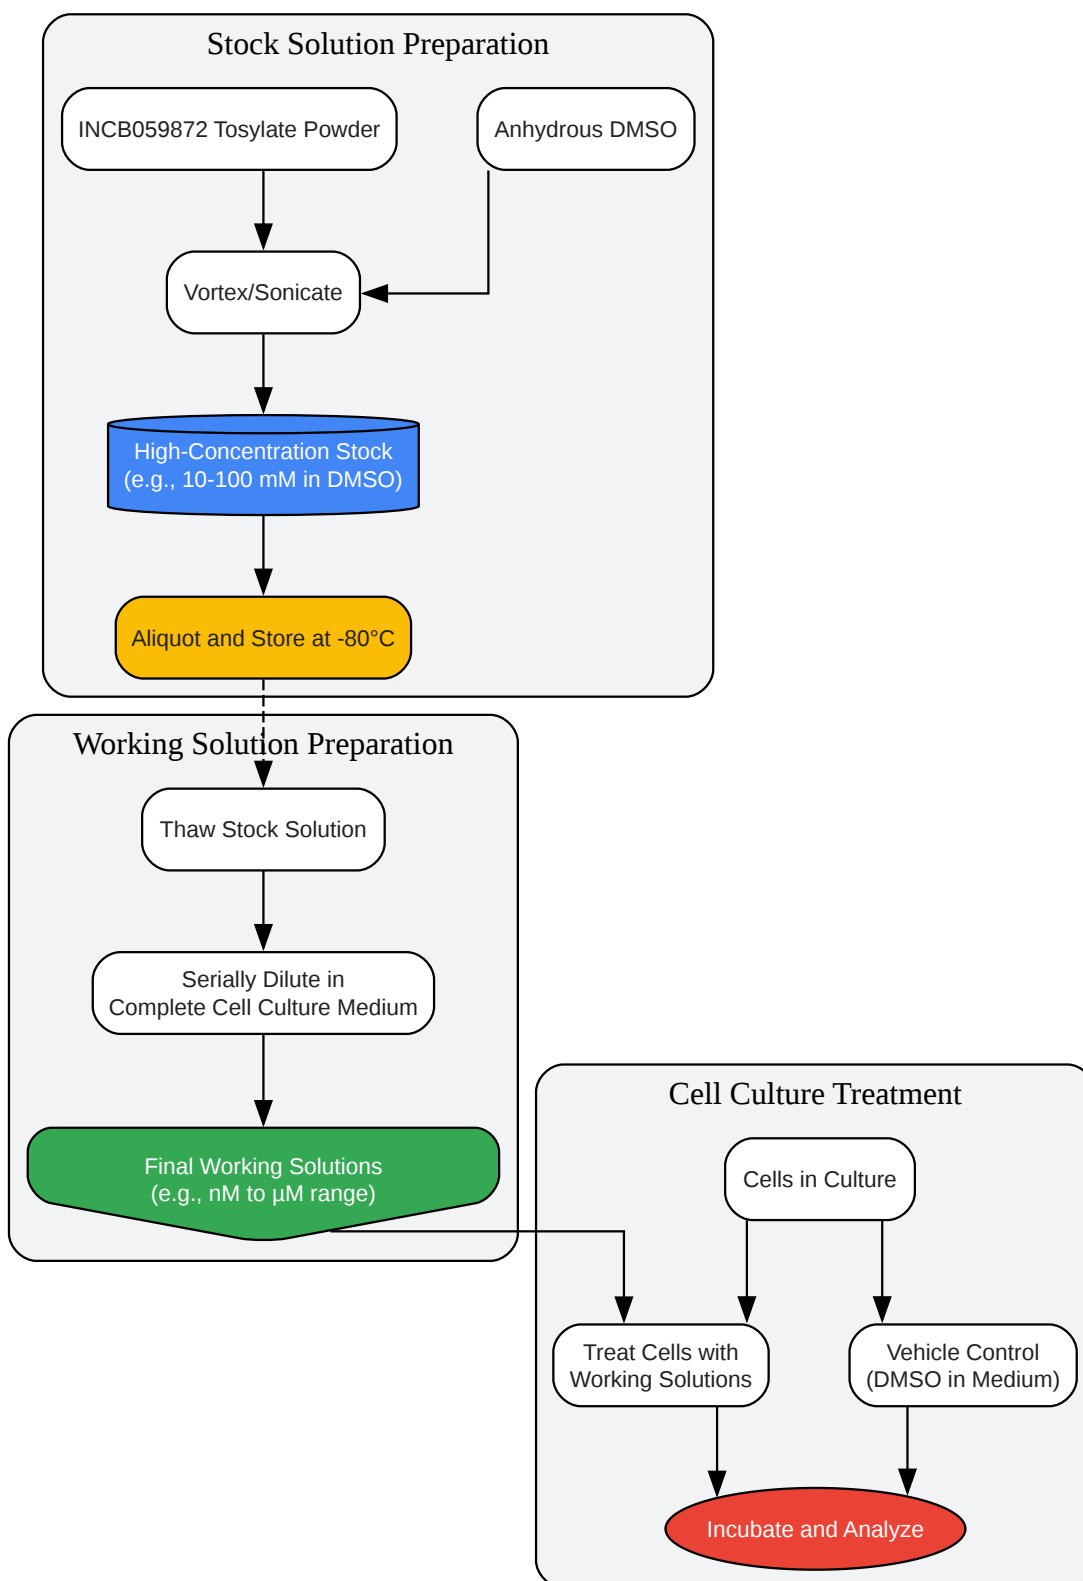 Stock Solution Preparation
INCB059872 Tosylate Powder
Anhydrous DMSO
Vortex/Sonicate
High-Concentration Stock
(e.g., 10-100 mM in DMSO)
Aliquot and Store at -80°C
Working Solution Preparation
Thaw Stock Solution
Serially Dilute in
Complete Cell Culture Medium
Final Working Solutions
(e.g., nM to µM range)
Cell Culture Treatment
Cells in Culture
Treat Cells with
Working Solutions
Vehicle Control
(DMSO in Medium)
Incubate and Analyze